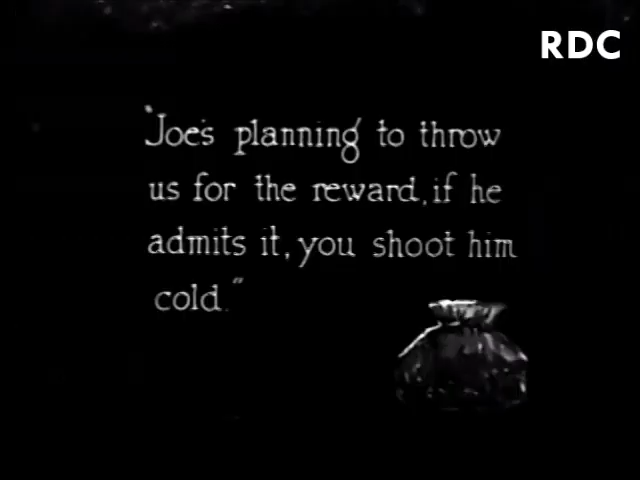 RDC
"Joe's planning to throw
us for the reward, if he
admits it, you shoot him
cold."